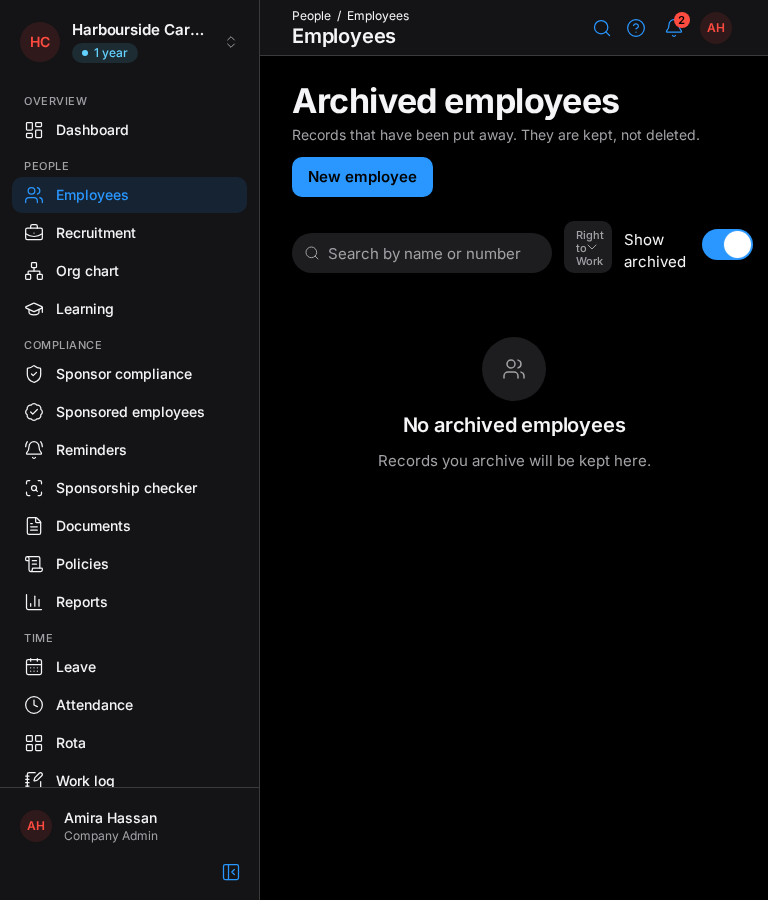 HC
Harbourside Car...
1 year
OVERVIEW
Dashboard
PEOPLE
Employees
Recruitment
Org chart
Learning
COMPLIANCE
Sponsor compliance
Sponsored employees
Reminders
Sponsorship checker
Documents
Policies
Reports
TIME
Leave
Attendance
Rota
Work log
AH
Amira Hassan
Company Admin
People / Employees
Employees
2
AH
Archived employees
Records that have been put away. They are kept, not deleted.
New employee
Search by name or number
Right
to
Work
Show
archived
No archived employees
Records you archive will be kept here.